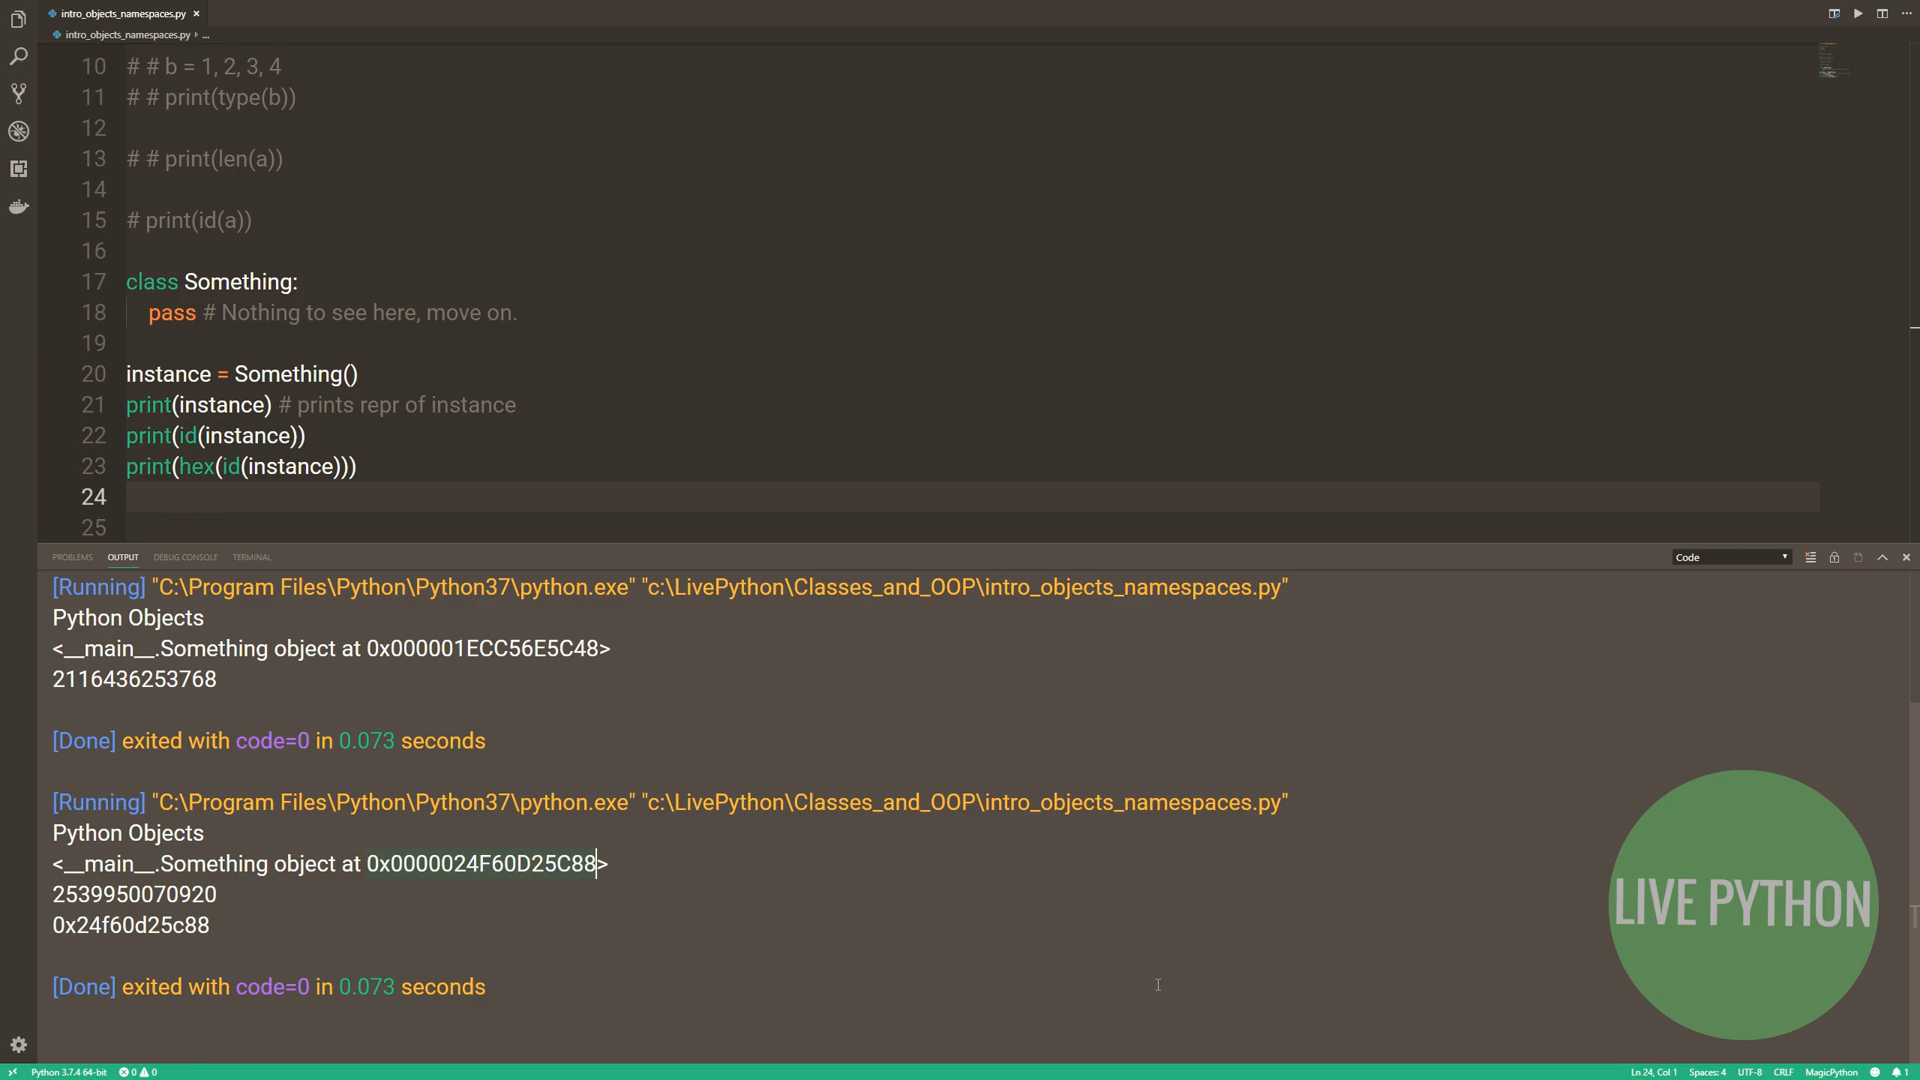 intro_objects_namespaces.py ×
intro_objects_namespaces.py › ...
10 # # b = 1, 2, 3, 4
11 # # print(type(b))
12
13 # # print(len(a))
14
15 # print(id(a))
16
17 class Something:
18 pass # Nothing to see here, move on.
19
20 instance = Something()
21 print(instance) # prints repr of instance
22 print(id(instance))
23 print(hex(id(instance)))
24
25
PROBLEMS OUTPUT DEBUG CONSOLE TERMINAL Code
[Running] "C:\Program Files\Python\Python37\python.exe" "c:\LivePython\Classes_and_OOP\intro_objects_namespaces.py"
Python Objects
<__main__.Something object at 0x000001ECC56E5C48>
2116436253768
[Done] exited with code=0 in 0.073 seconds
[Running] "C:\Program Files\Python\Python37\python.exe" "c:\LivePython\Classes_and_OOP\intro_objects_namespaces.py"
Python Objects
<__main__.Something object at 0x0000024F60D25C88>
2539950070920
0x24f60d25c88
[Done] exited with code=0 in 0.073 seconds
LIVE PYTHON
Python 3.7.4 64-bit 0 0 Ln 24, Col 1 Spaces: 4 UTF-8 CRLF MagicPython 1